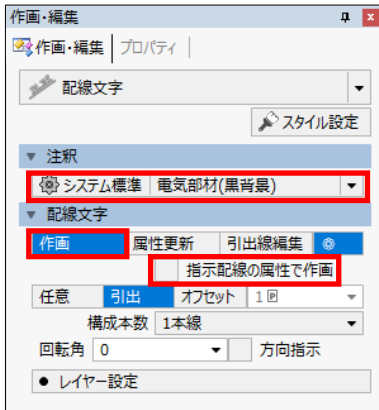 作画・編集
作画・編集 プロパティ
配線文字
スタイル設定
注釈
システム標準 電気部材(黒背景)
配線文字
作画 属性更新 引出線編集
指示配線の属性で作画
任意 引出 オフセット 1
構成本数 1本線
回転角 0 方向指示
レイヤー設定